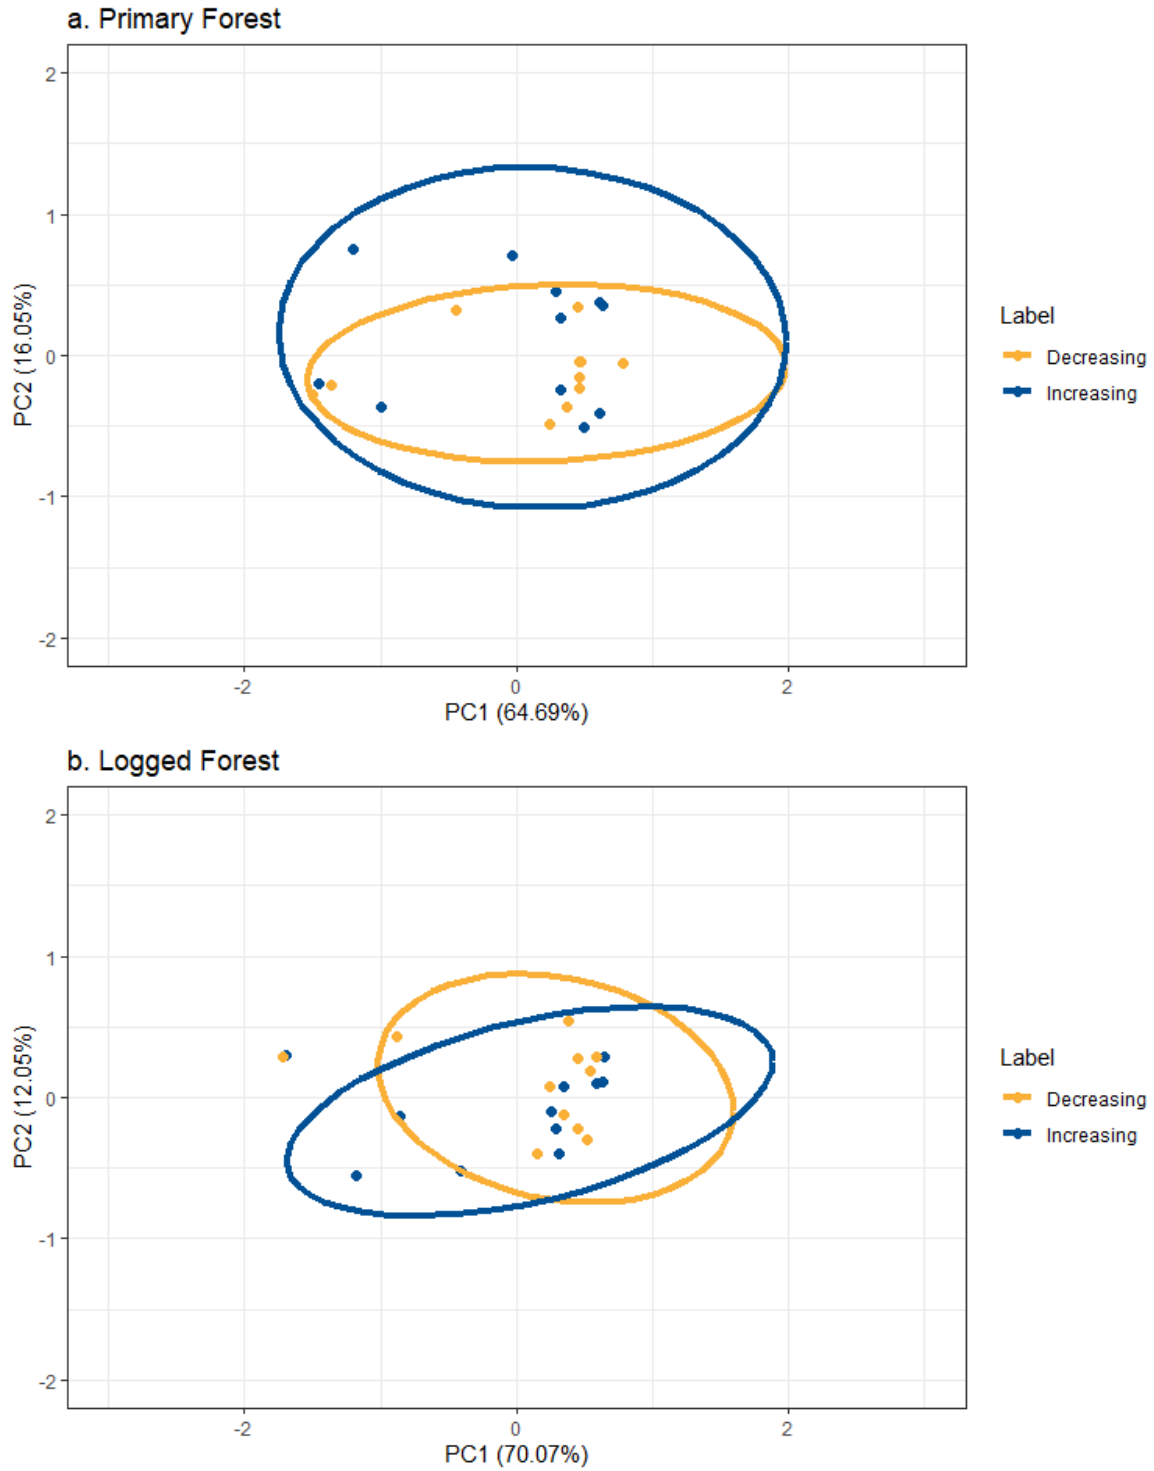 a. Primary Forest
2
1
0
-1
-2
PC2 (16.05%)
-2 0 2
PC1 (64.69%)
Label
Decreasing
Increasing
b. Logged Forest
2
1
0
-1
-2
PC2 (12.05%)
-2 0 2
PC1 (70.07%)
Label
Decreasing
Increasing